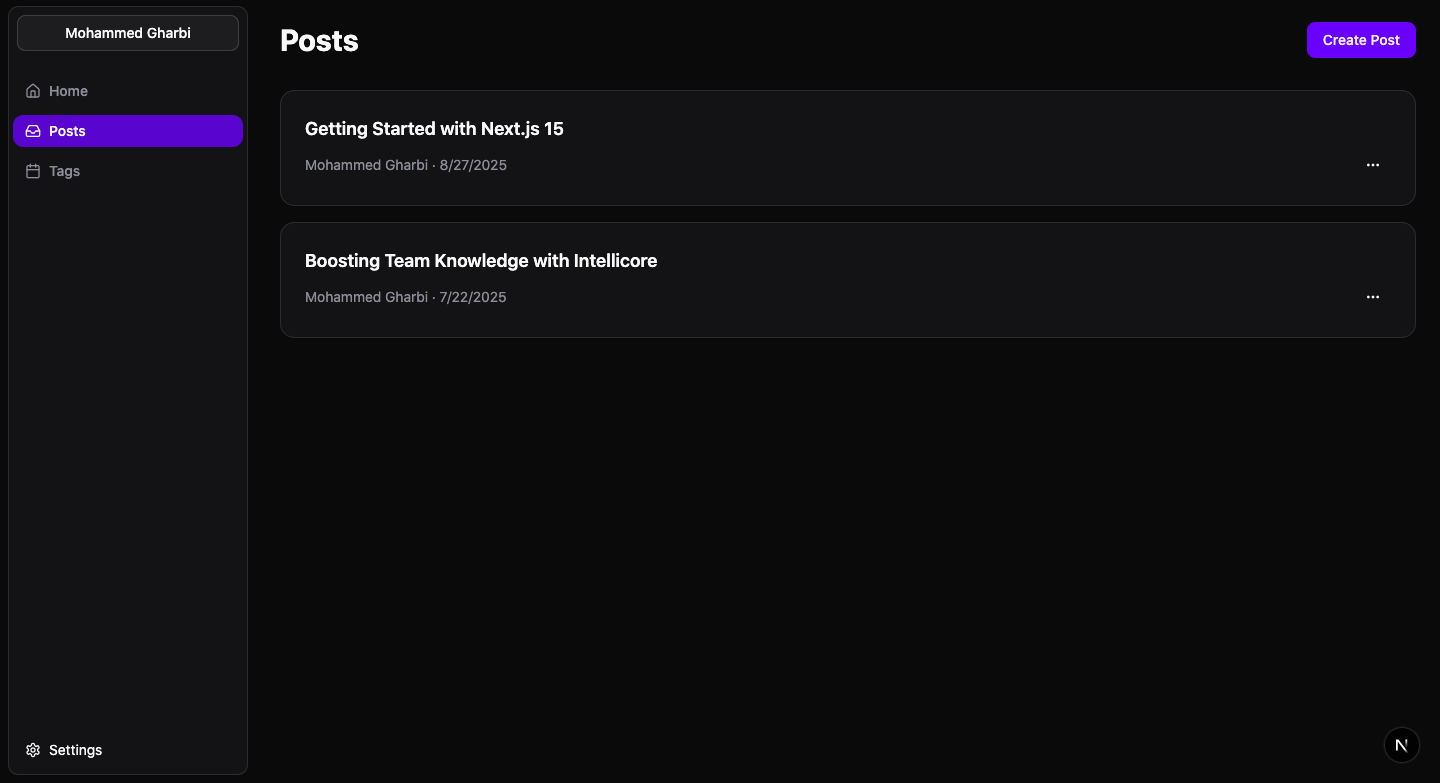 Mohammed Gharbi
Home
Posts
Tags
Settings
Posts
Create Post
Getting Started with Next.js 15
Mohammed Gharbi · 8/27/2025
Boosting Team Knowledge with Intellicore
Mohammed Gharbi · 7/22/2025
N